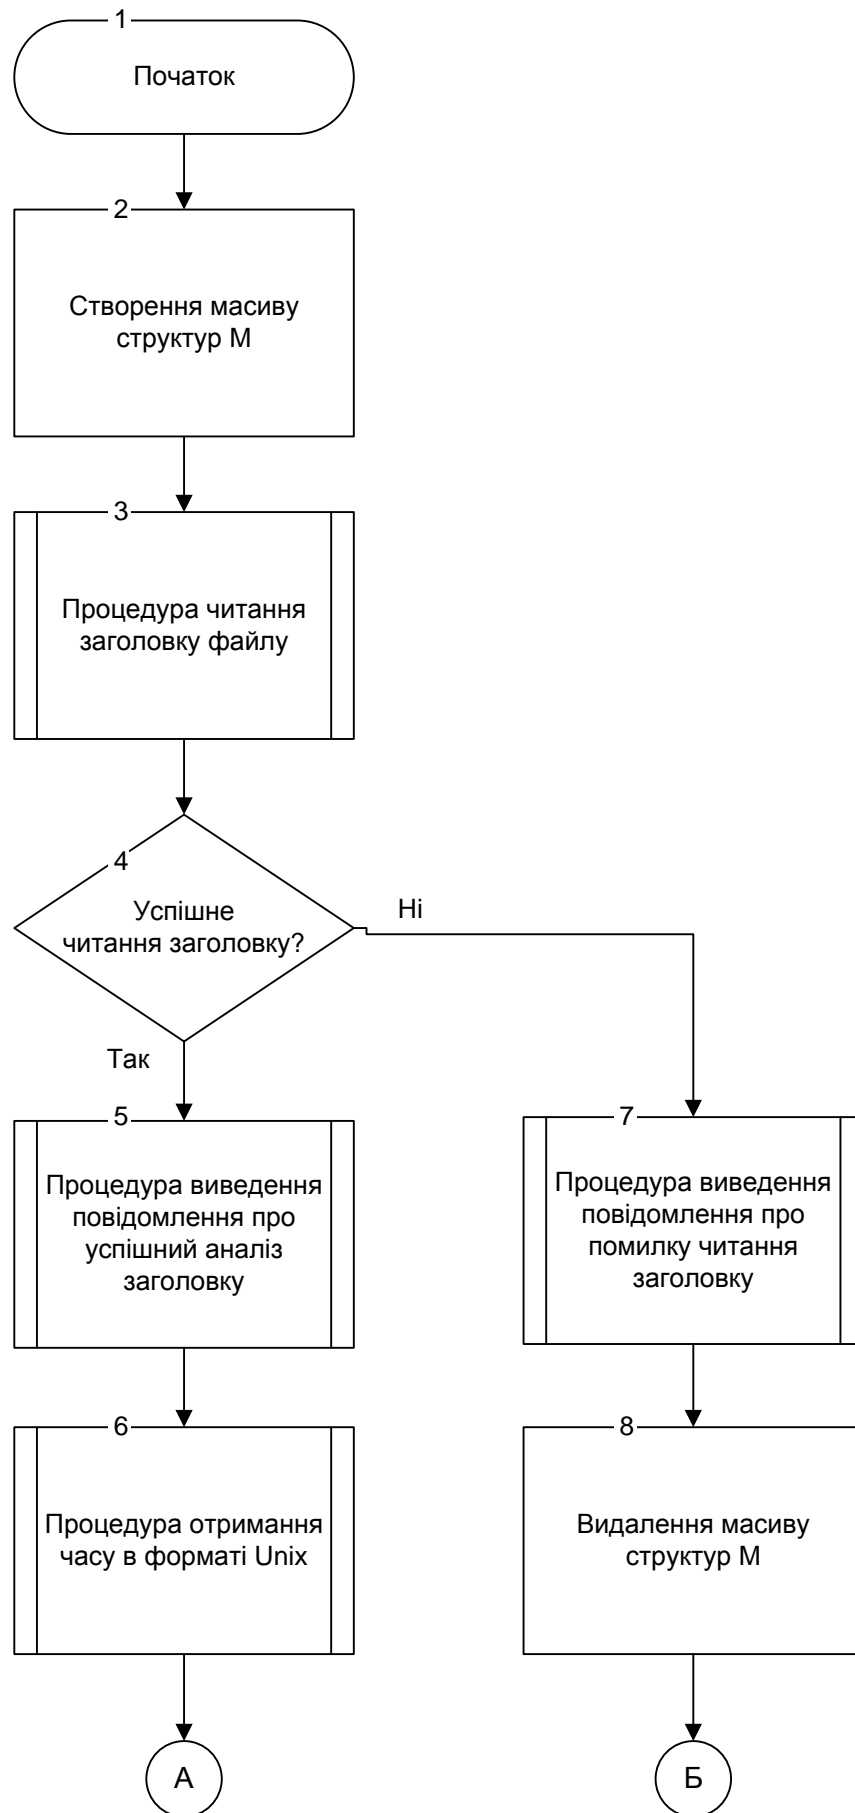 1
Початок
2
Створення масиву
структур М
3
Процедура читання
заголовку файлу
4
Успішне
читання заголовку?
Ні
Так
5
Процедура виведення
повідомлення про
успішний аналіз
заголовку
7
Процедура виведення
повідомлення про
помилку читання
заголовку
6
Процедура отримання
часу в форматі Unix
8
Видалення масиву
структур М
А
Б